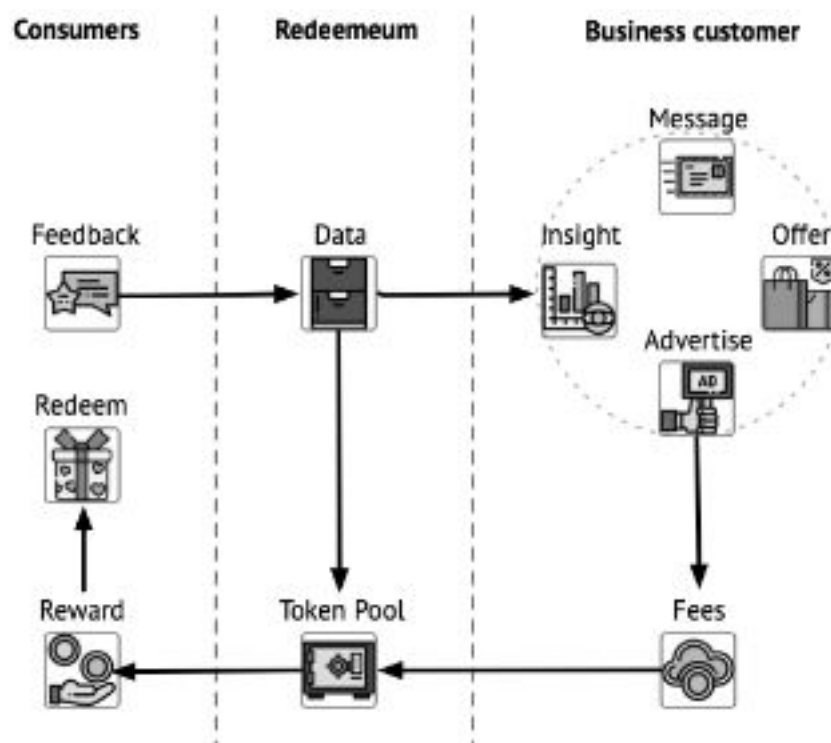 Consumers Redeemeum Business customer
Message
Feedback Data Insight Offer
Advertise
AD
Redeem
Reward Token Pool Fees